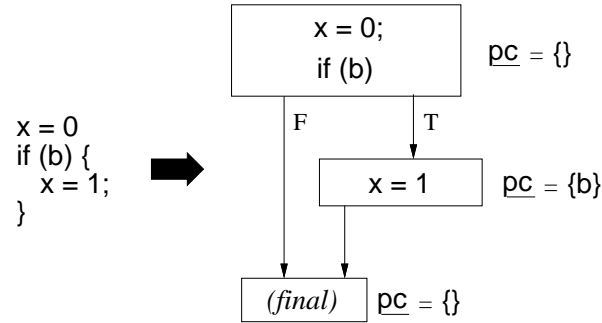 x = 0
if (b) {
x = 1;
}
x = 0;
if (b)
pc = {}
F
T
x = 1
pc = {b}
(final)
pc = {}